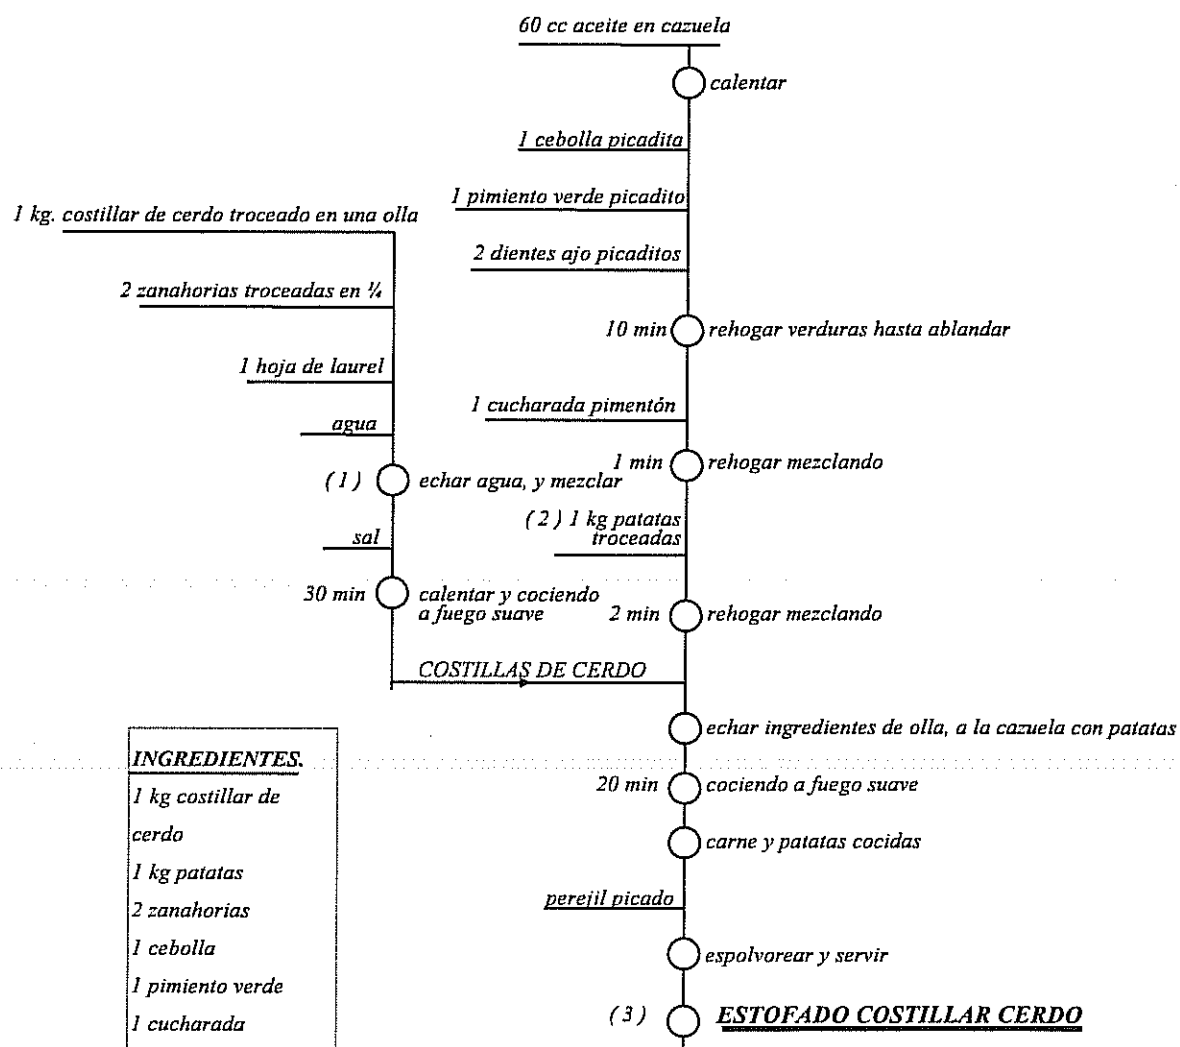 60 cc aceite en cazuela
calentar
1 cebolla picadita
1 pimiento verde picadito
1 kg. costillar de cerdo troceado en una olla
2 dientes ajo picaditos
2 zanahorias troceadas en ¼
10 min rehogar verduras hasta ablandar
1 hoja de laurel
1 cucharada pimentón
agua
1 min rehogar mezclando
(1) echar agua, y mezclar
(2) 1 kg patatas
troceadas
sal
30 min calentar y cociendo
a fuego suave
2 min rehogar mezclando
COSTILLAS DE CERDO
echar ingredientes de olla, a la cazuela con patatas
20 min cociendo a fuego suave
carne y patatas cocidas
perejil picado
espolvorear y servir
(3) ESTOFADO COSTILLAR CERDO
INGREDIENTES.
1 kg costillar de
cerdo
1 kg patatas
2 zanahorias
1 cebolla
1 pimiento verde
1 cucharada